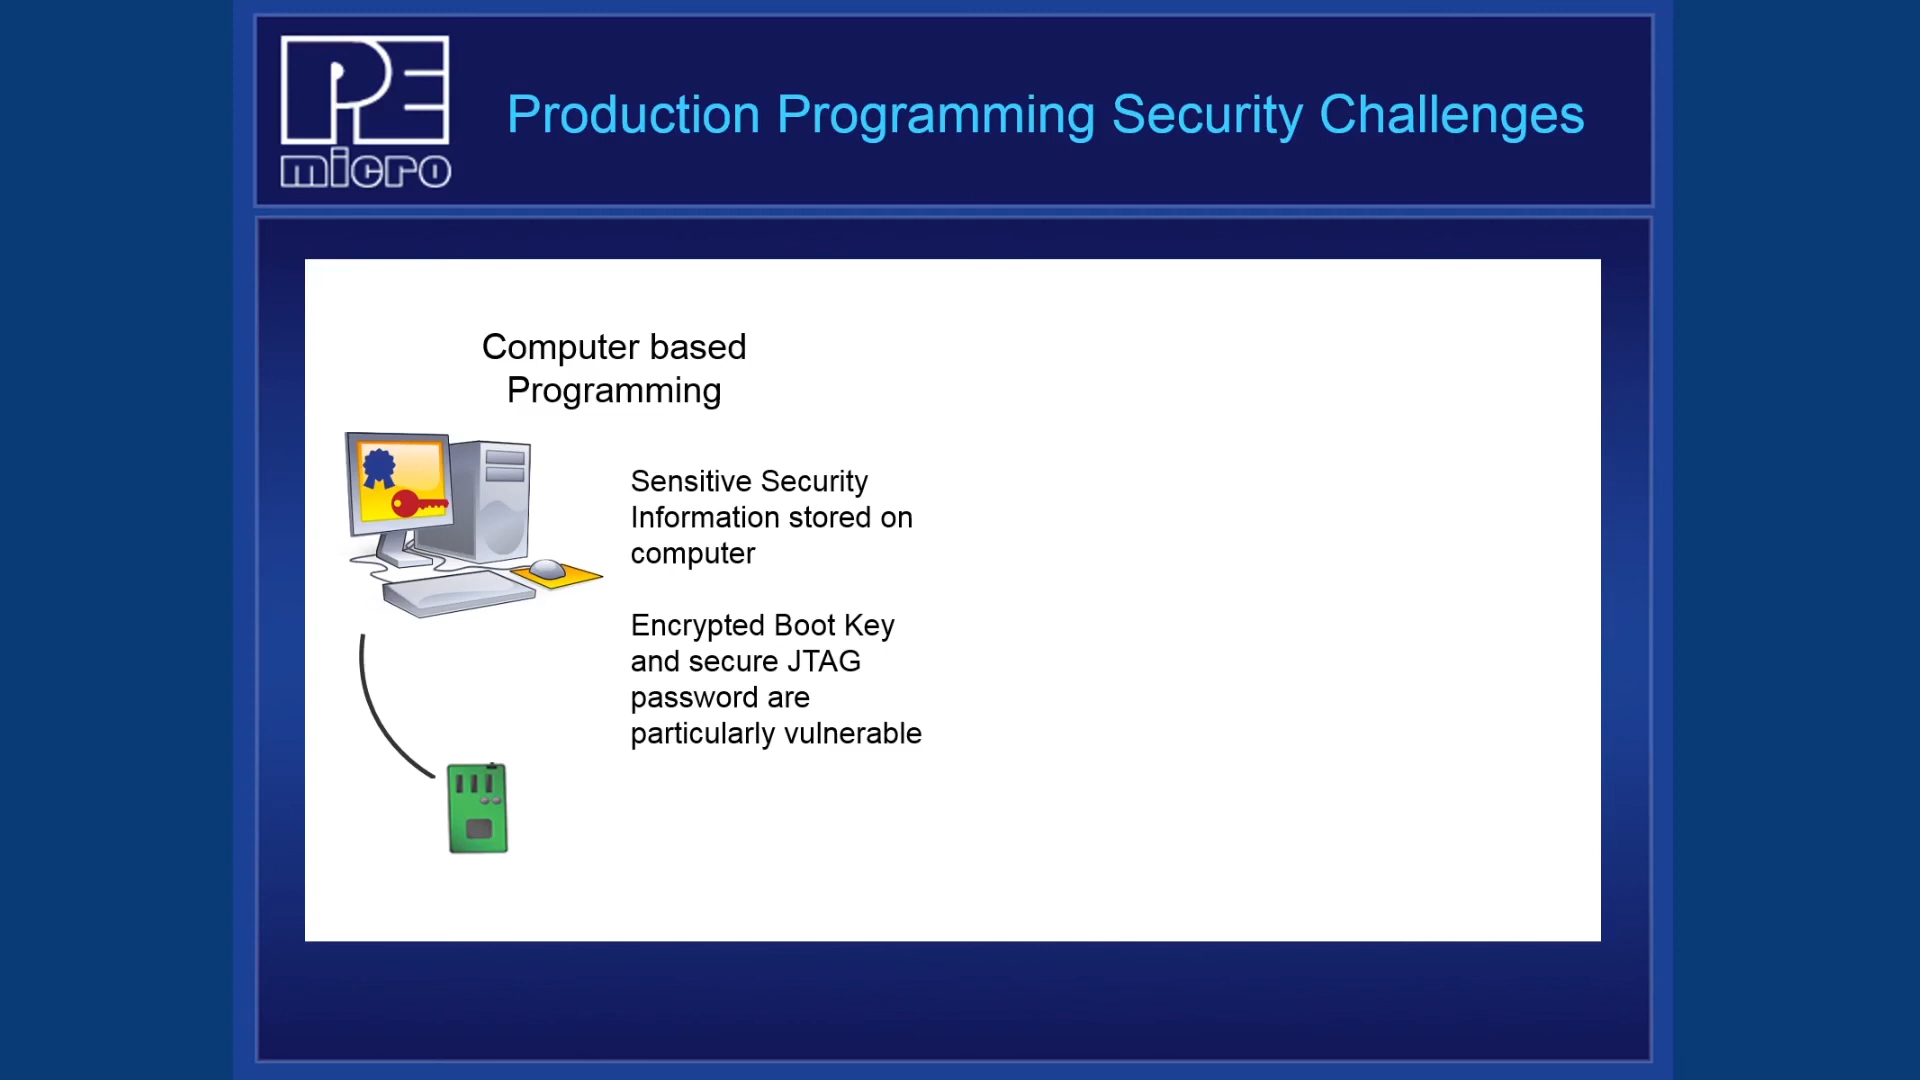 PE
micro
Production Programming Security Challenges
Computer based
Programming
Sensitive Security
Information stored on
computer
Encrypted Boot Key
and secure JTAG
password are
particularly vulnerable